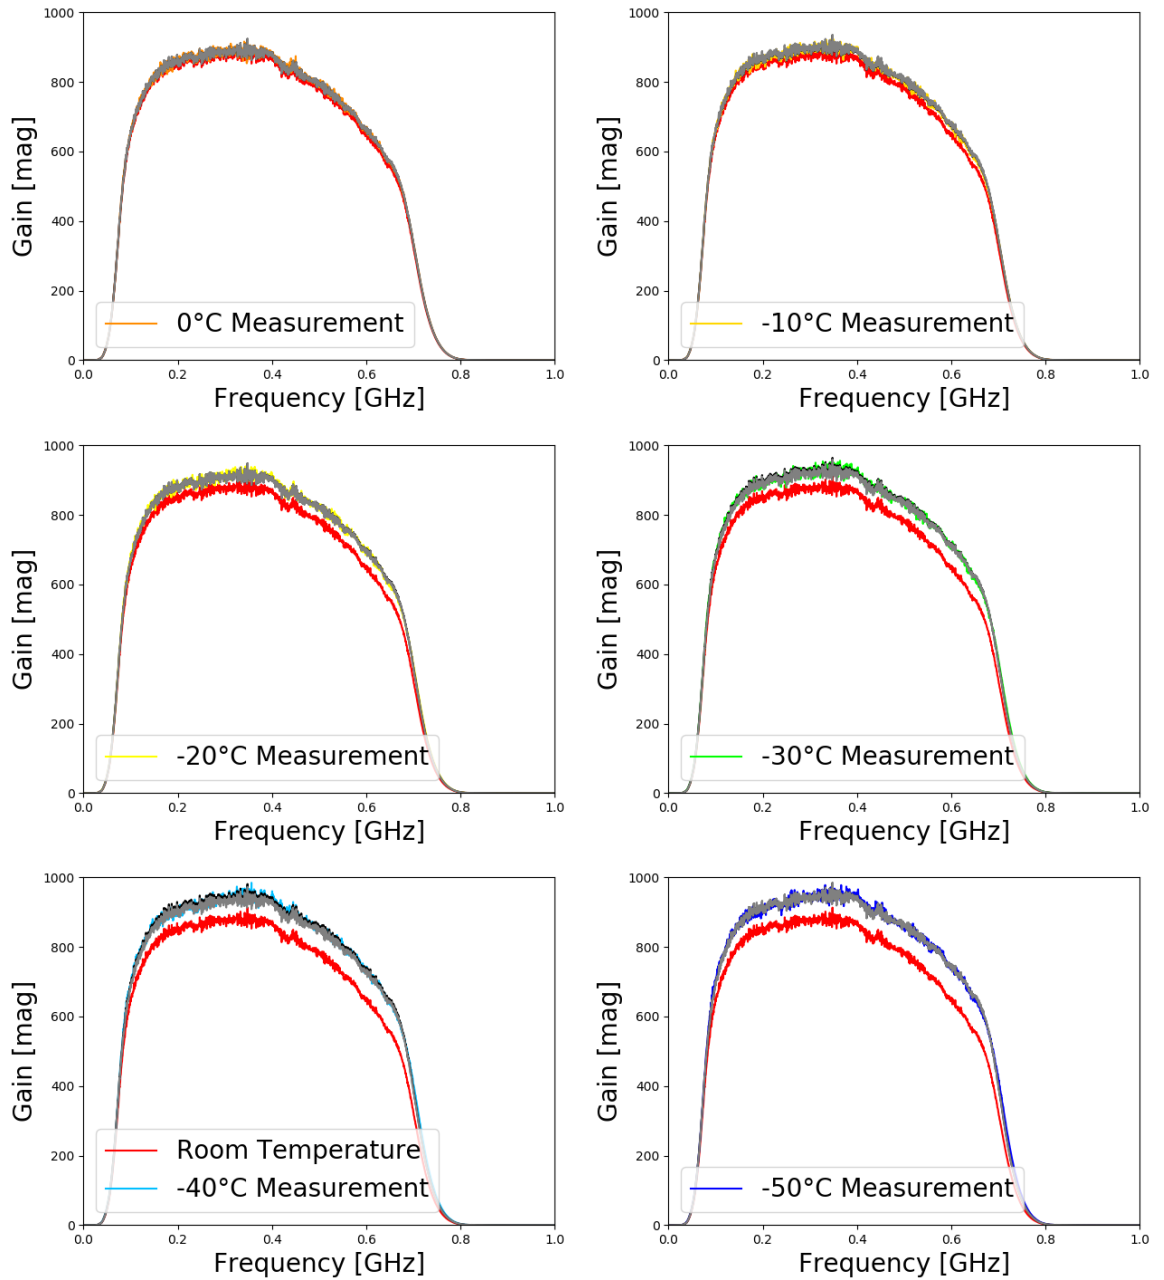 1000
800
600
400
200
0
Gain [mag]
0°C Measurement
0.0 0.2 0.4 0.6 0.8 1.0
Frequency [GHz]
1000
800
600
400
200
0
Gain [mag]
-10°C Measurement
0.0 0.2 0.4 0.6 0.8 1.0
Frequency [GHz]
1000
800
600
400
200
0
Gain [mag]
-20°C Measurement
0.0 0.2 0.4 0.6 0.8 1.0
Frequency [GHz]
1000
800
600
400
200
0
Gain [mag]
-30°C Measurement
0.0 0.2 0.4 0.6 0.8 1.0
Frequency [GHz]
1000
800
600
400
200
0
Gain [mag]
Room Temperature
-40°C Measurement
0.0 0.2 0.4 0.6 0.8 1.0
Frequency [GHz]
1000
800
600
400
200
0
Gain [mag]
-50°C Measurement
0.0 0.2 0.4 0.6 0.8 1.0
Frequency [GHz]